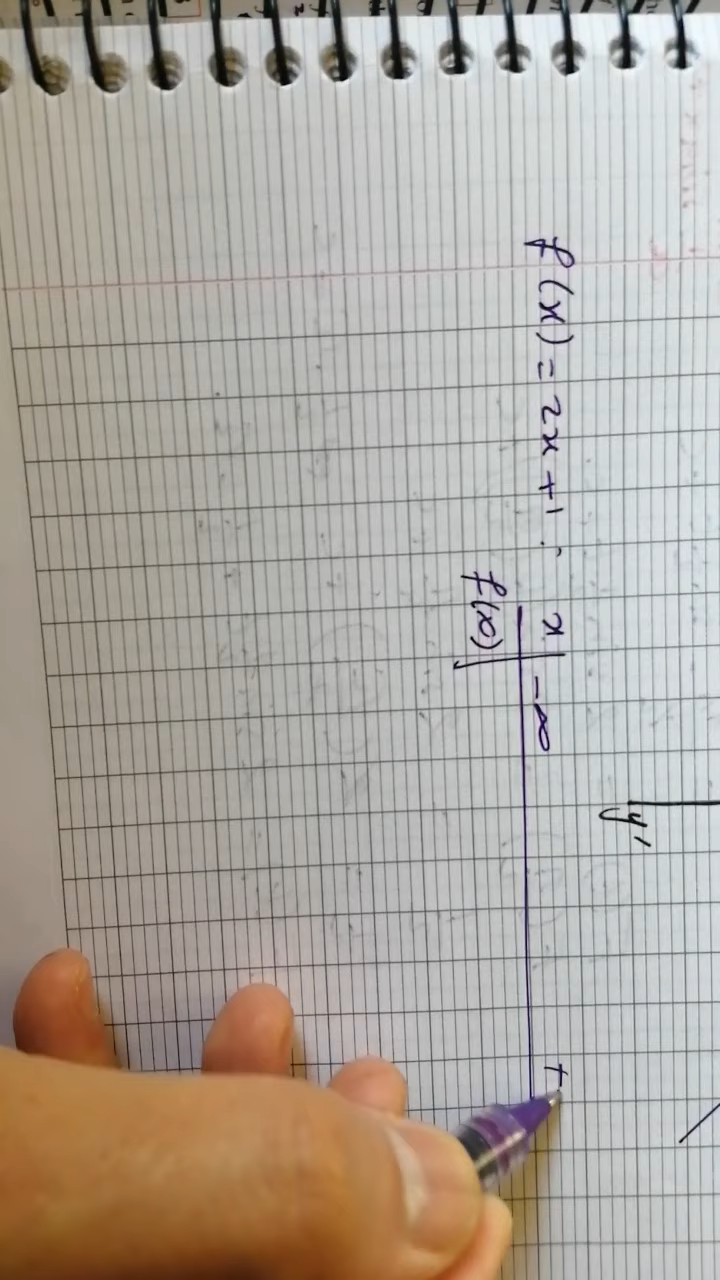 f(x) = 2x + 1 .
x | -∞ +
f(x)
y'